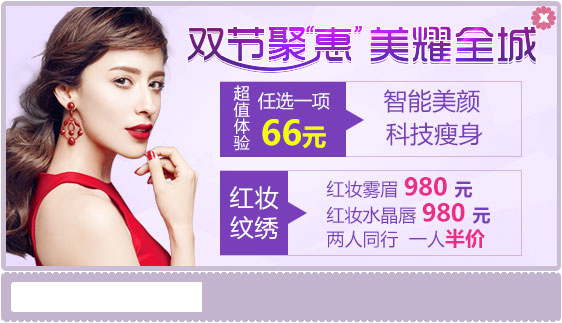 双节聚“惠” 美耀全城
超值体验
任选一项
66元
智能美颜
科技瘦身
红妆
纹绣
红妆雾眉 980 元
红妆水晶唇 980 元
两人同行 一人半价